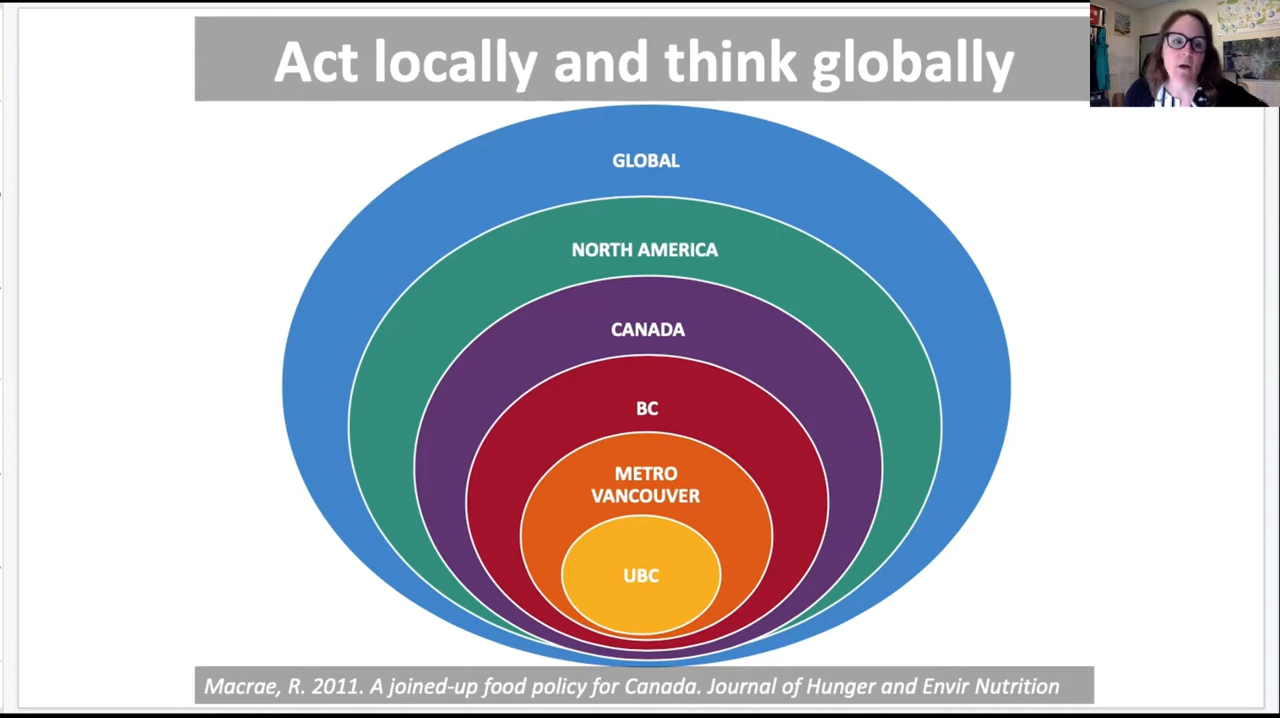 Act locally and think globally
GLOBAL
NORTH AMERICA
CANADA
BC
METRO
VANCOUVER
UBC
Macrae, R. 2011. A joined-up food policy for Canada. Journal of Hunger and Envir Nutrition